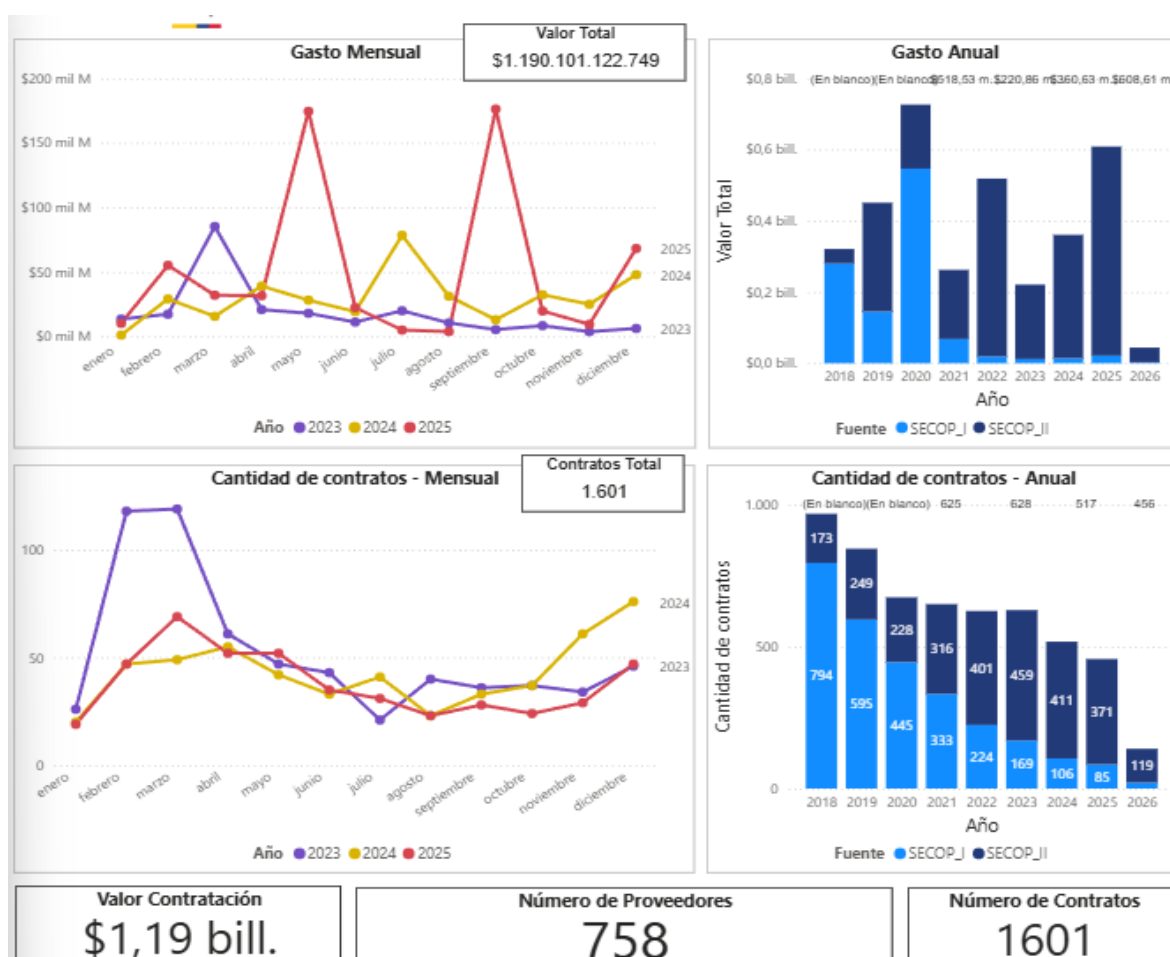 Gasto Mensual
Valor Total
$1.190.101.122.749
$200 mil M
$150 mil M
$100 mil M
$50 mil M
$0 mil M
2025
2024
2023
enero
febrero
marzo
abril
mayo
junio
julio
agosto
septiembre
octubre
noviembre
diciembre
Año 2023 2024 2025
Gasto Anual
(En blanco)(En blanco)$518,53 m.$220,86 m$360,63 m.$608,61 m
$0,8 bill.
$0,6 bill.
$0,4 bill.
$0,2 bill.
$0,0 bill.
Valor Total
2018 2019 2020 2021 2022 2023 2024 2025 2026
Año
Fuente SECOP_I SECOP_II
Cantidad de contratos - Mensual
Contratos Total
1.601
100
50
0
2024
2023
enero
febrero
marzo
abril
mayo
junio
julio
agosto
septiembre
octubre
noviembre
diciembre
Año 2023 2024 2025
Cantidad de contratos - Anual
(En blanco)(En blanco) 625 628 517 456
1.000
500
0
Cantidad de contratos
173 249 228 316 401 459 411 371 119
794 595 445 333 224 169 106 85
2018 2019 2020 2021 2022 2023 2024 2025 2026
Año
Fuente SECOP_I SECOP_II
Valor Contratación
$1,19 bill.
Número de Proveedores
758
Número de Contratos
1601